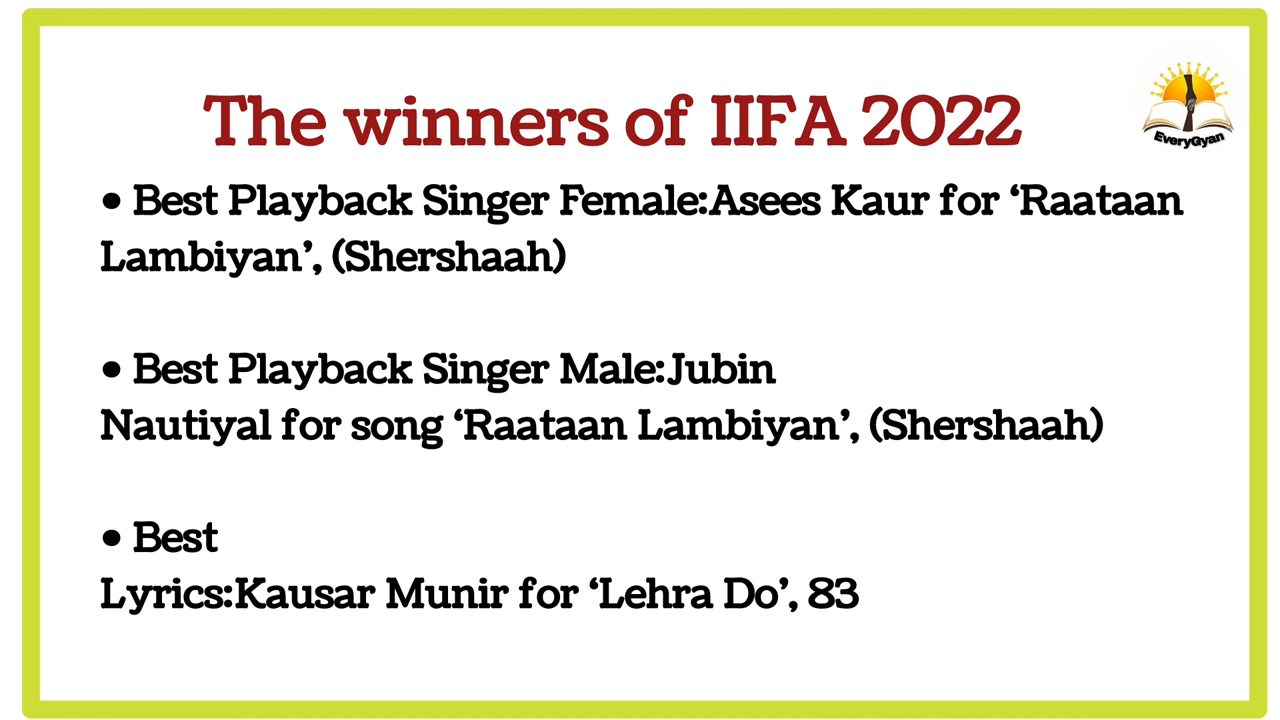 The winners of IIFA 2022
EveryGyan
● Best Playback Singer Female:Asees Kaur for ‘Raataan
Lambiyan’, (Shershaah)
● Best Playback Singer Male:Jubin
Nautiyal for song ‘Raataan Lambiyan’, (Shershaah)
● Best
Lyrics:Kausar Munir for ‘Lehra Do’, 83